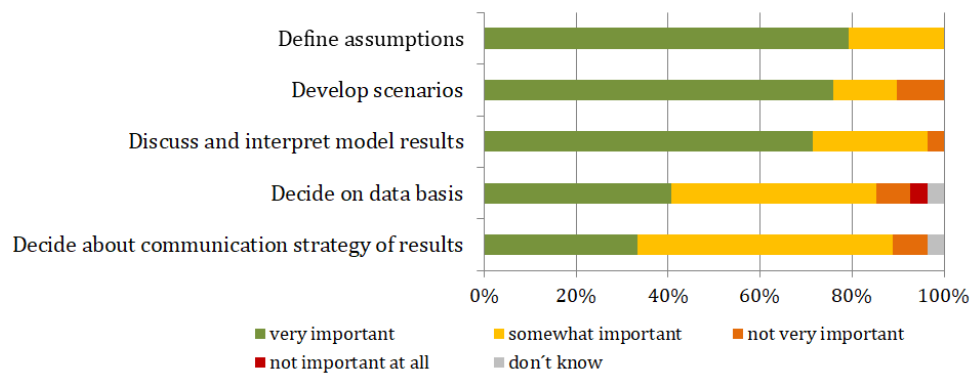 Define assumptions
Develop scenarios
Discuss and interpret model results
Decide on data basis
Decide about communication strategy of results
0% 20% 40% 60% 80% 100%
very important somewhat important not very important
not important at all don´t know